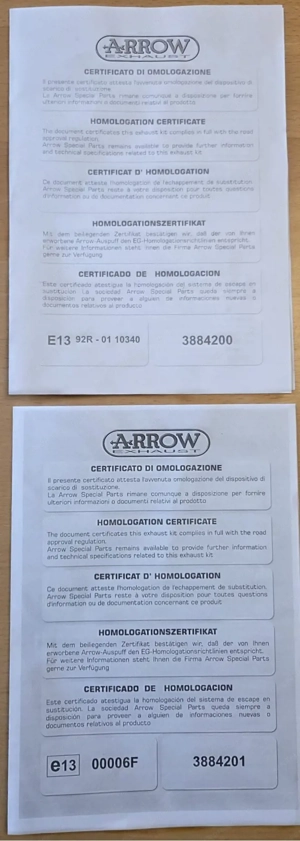 ARROW
EXHAUST
CERTIFICATO DI OMOLOGAZIONE
Il presente certificato attesta l'avvenuta omologazione del dispositivo di
scarico di sostituzione.
La Arrow Special Parts rimane comunque a disposizione per fornire
ulteriori informazioni o documenti relativi al prodotto
HOMOLOGATION CERTIFICATE
The document certificates this exhaust kit complies in full with the road
approval regulation.
Arrow Special Parts remains available to provide further information
and technical specifications related to this exhaust kit
CERTIFICAT D' HOMOLOGATION
Ce document atteste l'homologation de l'echappement de substitution.
Arrow Special Parts reste à votre disposition pour toutes questions
d'information ou de documentation concernant ce produit
HOMOLOGATIONSZERTIFIKAT
Mit dem beiliegenden Zertifikat bestätigen wir, daß der von Ihnen
erworbene Arrow-Auspuff den EG-Homologationsrichtlinien entspricht.
Für weitere Informationen steht Ihnen die Firma Arrow Special Parts
gerne zur Verfügung
CERTIFICADO DE HOMOLOGACION
Este certificado atestigua la homologación del sistema de escape en
sustitución. La sociedad Arrow Special Parts queda siempre a
disposición para proveer a alguien de informaciones nuevas o
documentos relativos al producto
E13 92R - 01 10340 3884200
ARROW
EXHAUST
CERTIFICATO DI OMOLOGAZIONE
Il presente certificato attesta l'avvenuta omologazione del dispositivo di
scarico di sostituzione.
La Arrow Special Parts rimane comunque a disposizione per fornire
ulteriori informazioni o documenti relativi al prodotto
HOMOLOGATION CERTIFICATE
The document certificates this exhaust kit complies in full with the road
approval regulation.
Arrow Special Parts remains available to provide further information
and technical specifications related to this exhaust kit
CERTIFICAT D' HOMOLOGATION
Ce document atteste l'homologation de l'echappement de substitution.
Arrow Special Parts reste à votre disposition pour toutes questions
d'information ou de documentation concernant ce produit
HOMOLOGATIONSZERTIFIKAT
Mit dem beiliegenden Zertifikat bestätigen wir, daß der von Ihnen
erworbene Arrow-Auspuff den EG-Homologationsrichtlinien entspricht.
Für weitere Informationen steht Ihnen die Firma Arrow Special Parts
gerne zur Verfügung
CERTIFICADO DE HOMOLOGACION
Este certificado atestigua la homologación del sistema de escape en
sustitución. La sociedad Arrow Special Parts queda siempre a
disposición para proveer a alguien de informaciones nuevas o
documentos relativos al producto
e13 00006F 3884201